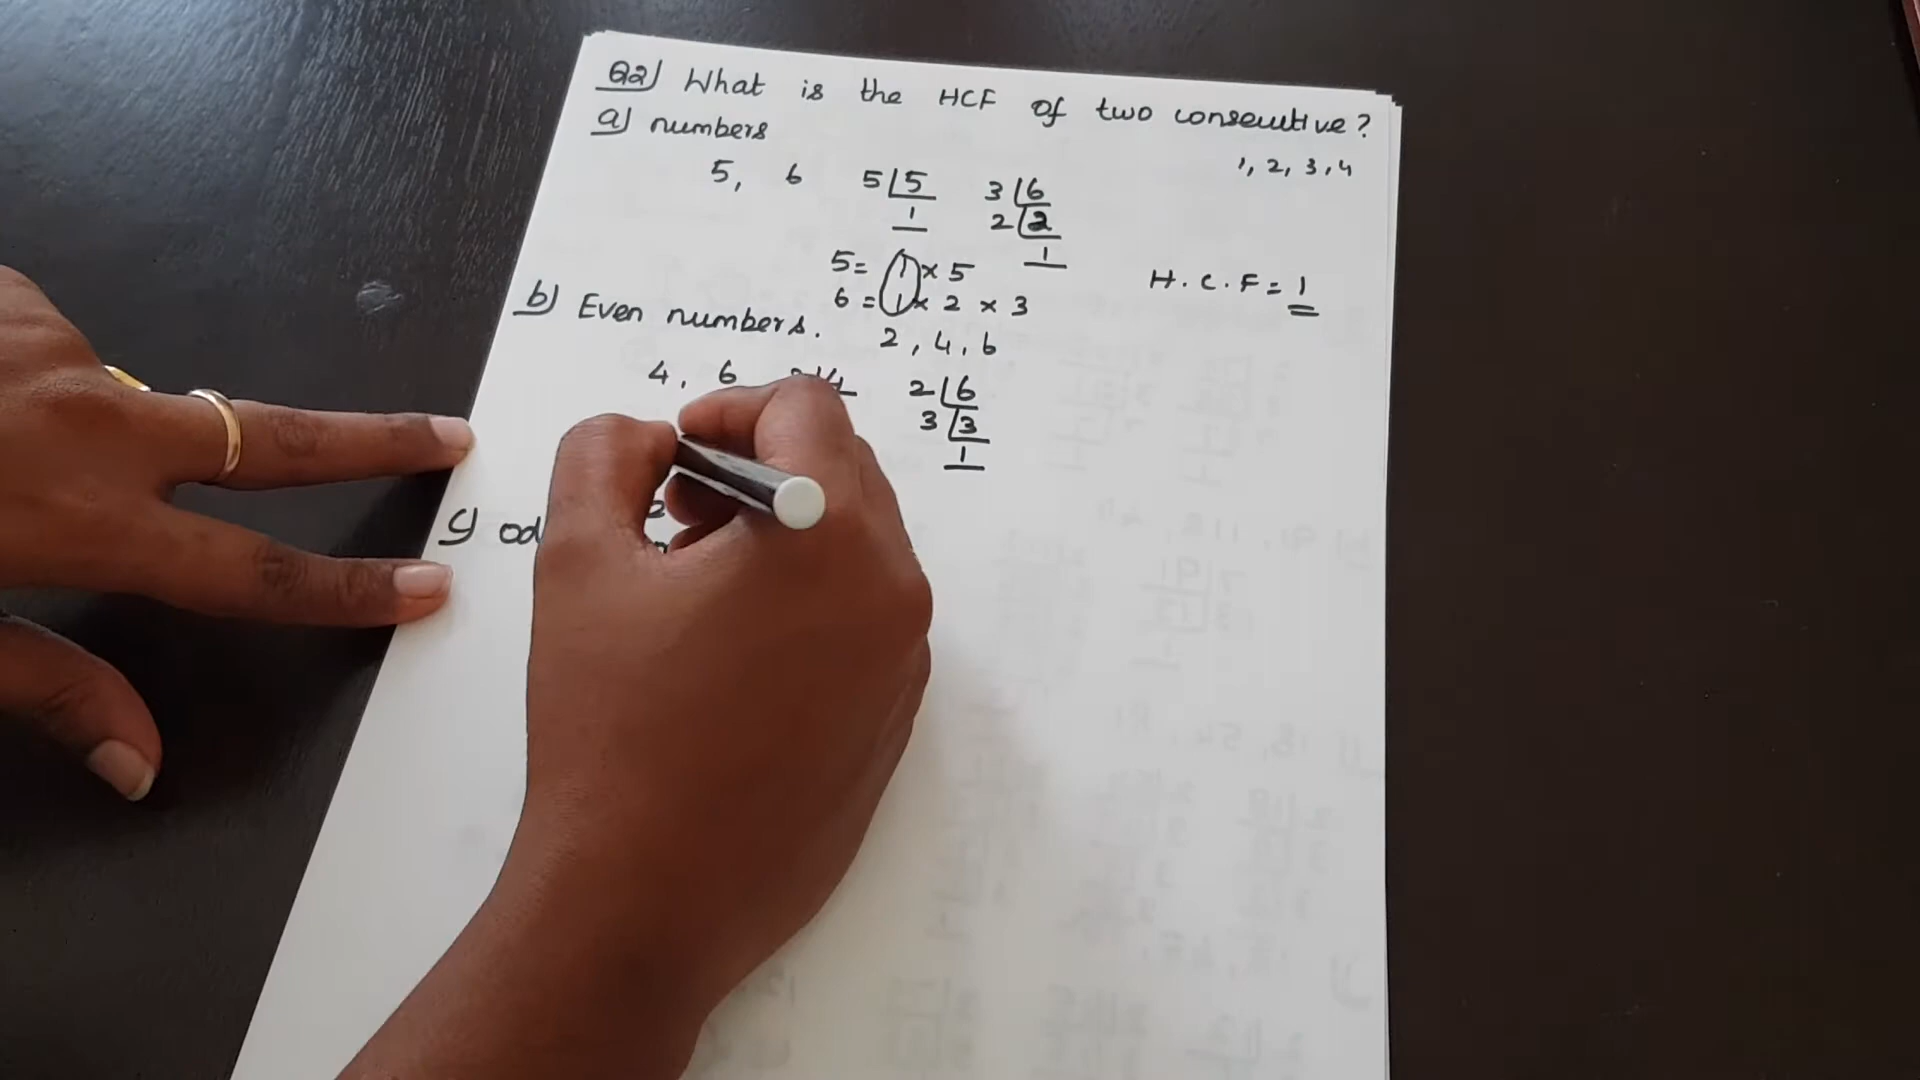 Q2) What is the HCF of two consecutive?
a) numbers
1, 2, 3, 4
5, 6 5 5 3 6
1 2 2
1
5 = 1 × 5
H.C.F = 1
6 = 1 × 2 × 3
b) Even numbers. 2, 4, 6
4, 6 2 6
3 3
1
2
c)